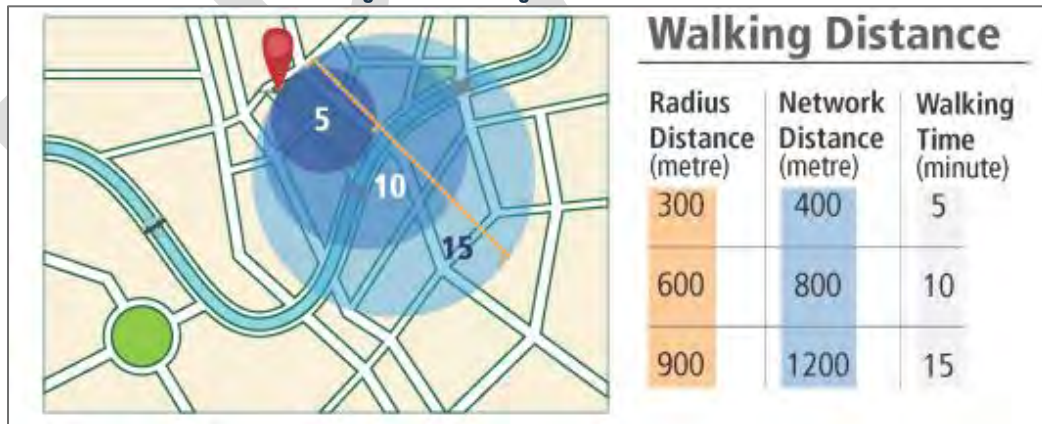 Walking Distance
Radius Distance (metre)
Network Distance (metre)
Walking Time (minute)
300 400 5
600 800 10
900 1200 15
5
10
15